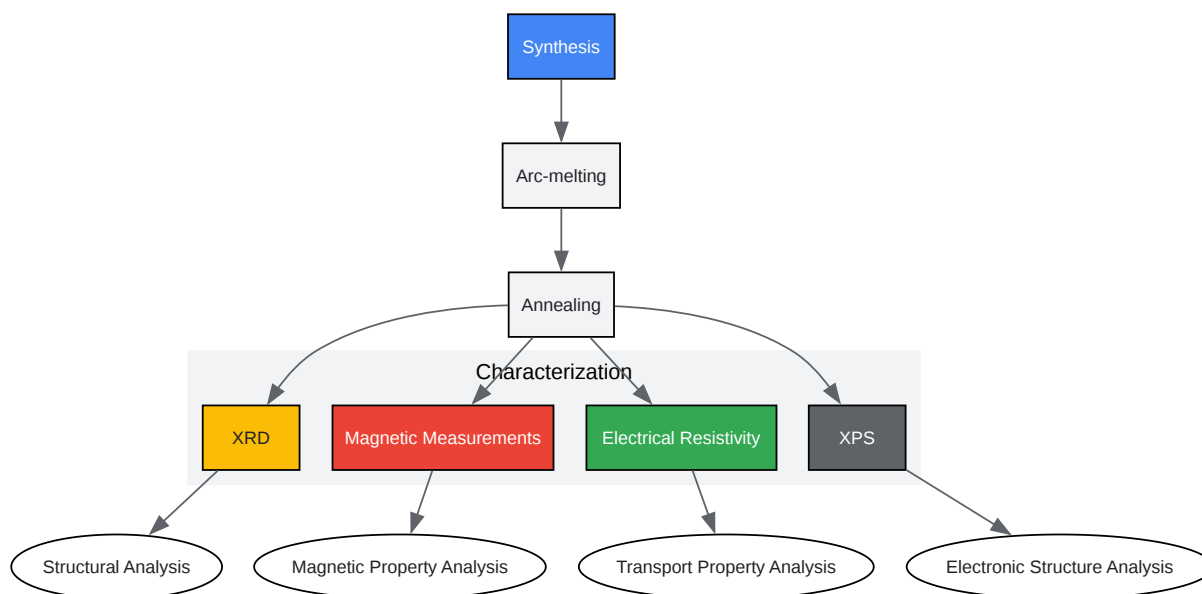 Synthesis
Arc-melting
Annealing
Characterization
XRD
Magnetic Measurements
Electrical Resistivity
XPS
Structural Analysis
Magnetic Property Analysis
Transport Property Analysis
Electronic Structure Analysis